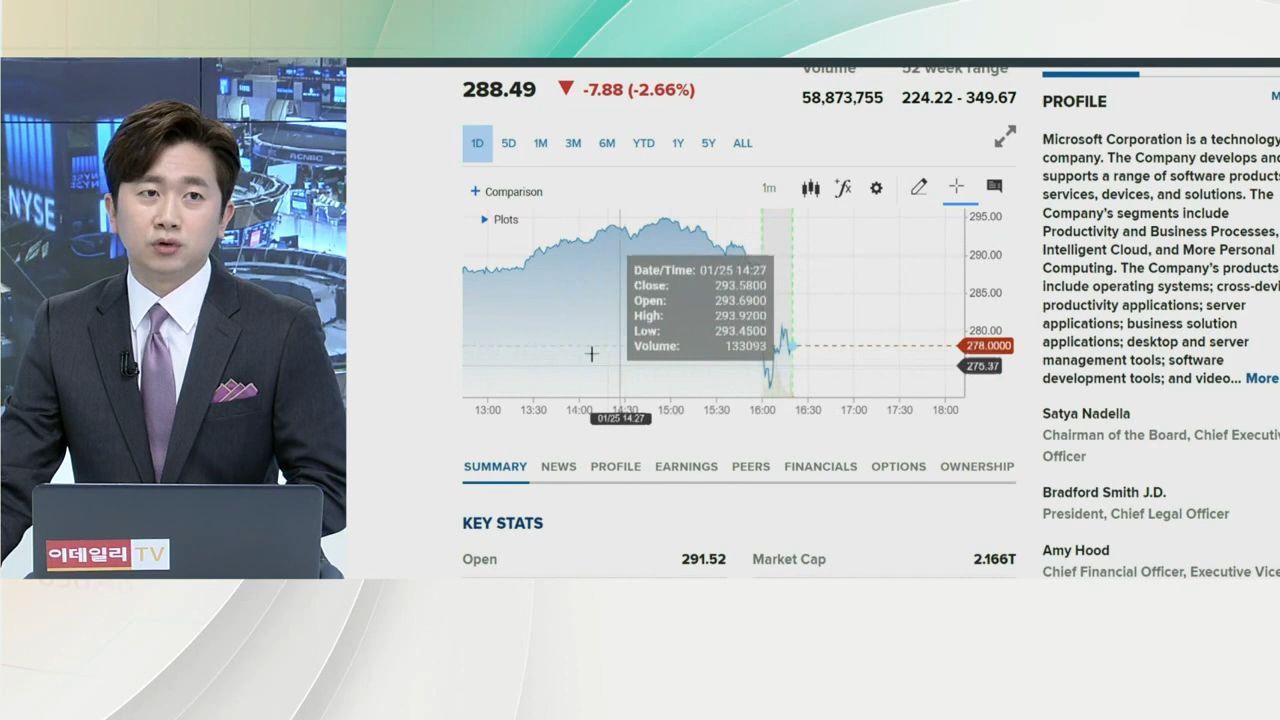 NYSE
CNBC
이데일리 TV
Volume
52 week range
288.49 ▼ -7.88 (-2.66%)
58,873,755
224.22 - 349.67
1D 5D 1M 3M 6M YTD 1Y 5Y ALL
+ Comparison
1m
Plots
Date/Time: 01/25 14:27
Close: 293.5800
Open: 293.6900
High: 293.9200
Low: 293.4500
Volume: 133093
295.00
290.00
285.00
280.00
278.0000
275.37
13:00 13:30 14:00 14:30 15:00 15:30 16:00 16:30 17:00 17:30 18:00
01/25 14:27
SUMMARY NEWS PROFILE EARNINGS PEERS FINANCIALS OPTIONS OWNERSHIP
KEY STATS
Open 291.52
Market Cap 2.166T
PROFILE
M
Microsoft Corporation is a technology
company. The Company develops and
supports a range of software products
services, devices, and solutions. The
Company's segments include
Productivity and Business Processes,
Intelligent Cloud, and More Personal
Computing. The Company's products
include operating systems; cross-devi
productivity applications; server
applications; business solution
applications; desktop and server
management tools; software
development tools; and video... More
Satya Nadella
Chairman of the Board, Chief Executiv
Officer
Bradford Smith J.D.
President, Chief Legal Officer
Amy Hood
Chief Financial Officer, Executive Vice